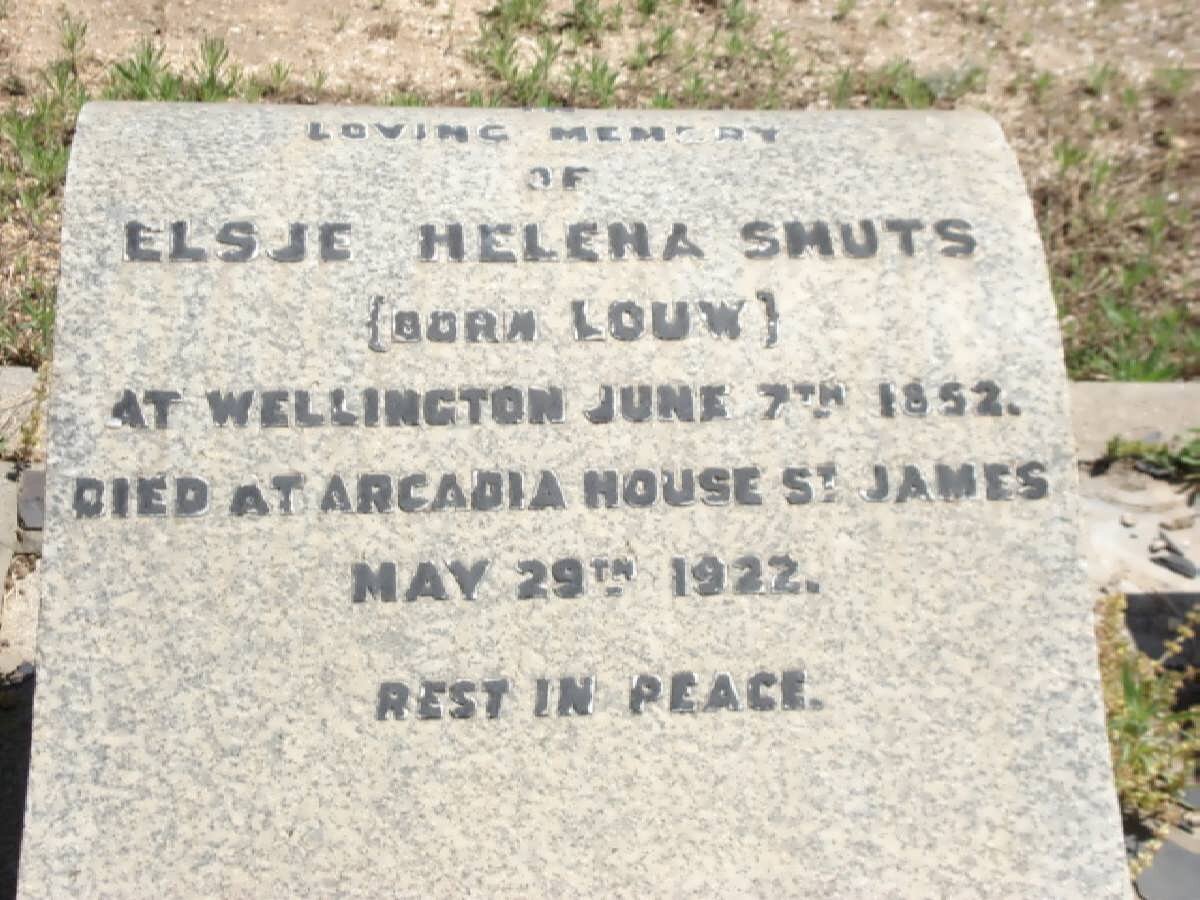 LOVING MEMORY
OF
ELSJE HELENA SMUTS
{BORN LOUW}
AT WELLINGTON JUNE 7TH 1852.
DIED AT ARCADIA HOUSE ST JAMES
MAY 29TH 1922.
REST IN PEACE.